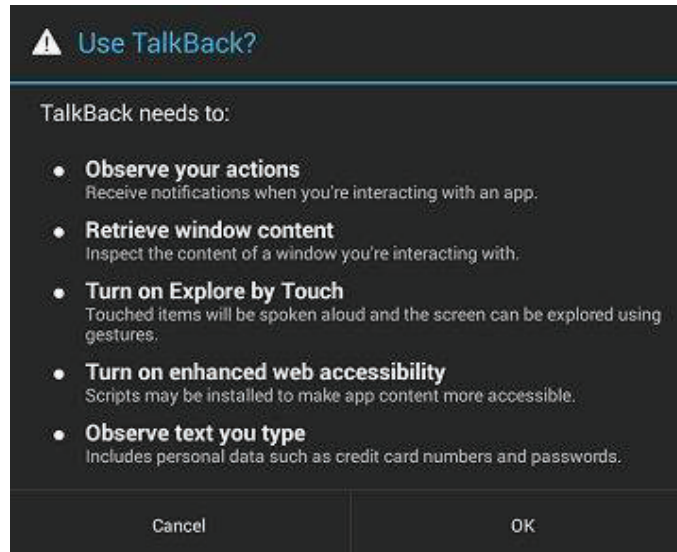 Use TalkBack?
TalkBack needs to:
• Observe your actions
Receive notifications when you're interacting with an app.
• Retrieve window content
Inspect the content of a window you're interacting with.
• Turn on Explore by Touch
Touched items will be spoken aloud and the screen can be explored using
gestures.
• Turn on enhanced web accessibility
Scripts may be installed to make app content more accessible.
• Observe text you type
Includes personal data such as credit card numbers and passwords.
Cancel
OK